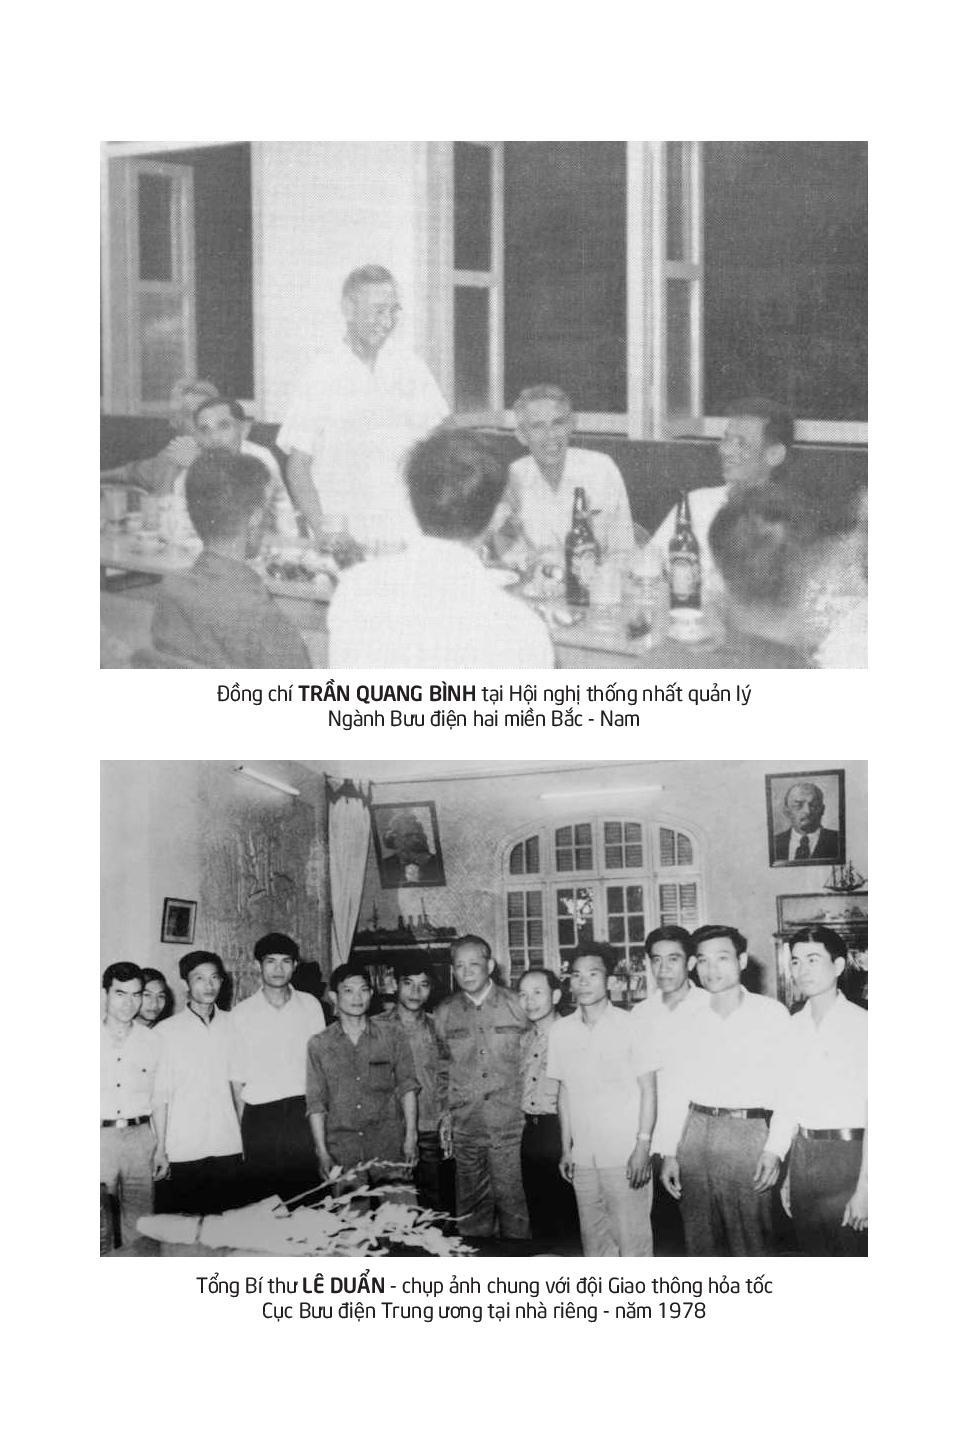 Đồng chí TRẦN QUANG BÌNH tại Hội nghị thống nhất quản lý
Ngành Bưu điện hai miền Bắc - Nam
Tổng Bí thư LÊ DUẨN - chụp ảnh chung với đội Giao thông hỏa tốc
Cục Bưu điện Trung ương tại nhà riêng - năm 1978